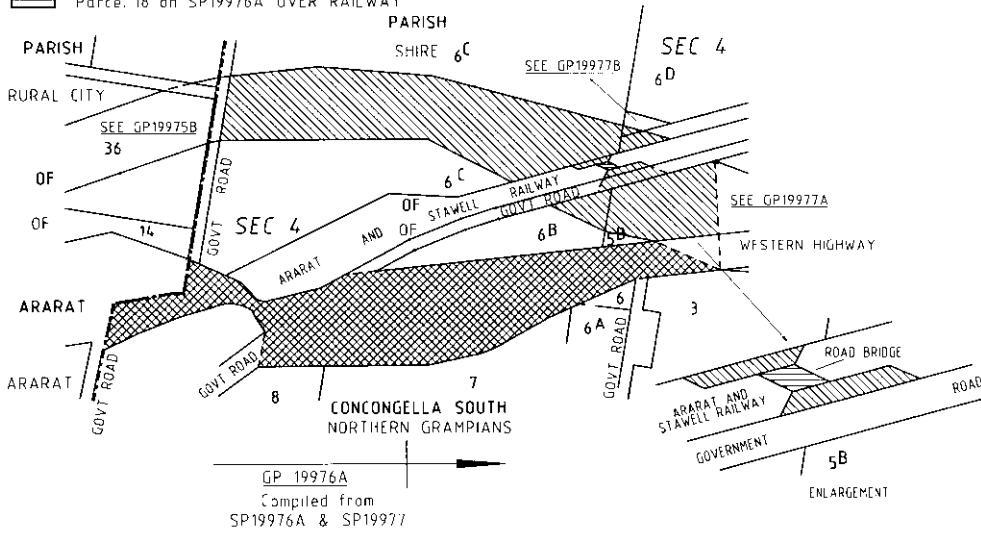 Parcel 18 on SP19976A OVER RAILWAY
PARISH
PARISH
SHIRE 6C
SEC 4
SEE GP19977B
6D
RURAL CITY
SEE GP19975B
36
OF
OF
14
GOVT ROAD
SEC 4
6C
OF
RAILWAY
STAWELL
GOVT ROAD
AND OF
ARARAT
6B
5B
SEE GP19977A
WESTERN HIGHWAY
ARARAT
ARARAT
GOVT ROAD
GOVT ROAD
8
7
6
6A
GOVT ROAD
3
ROAD BRIDGE
ARARAT AND
STAWELL RAILWAY
ROAD
GOVERNMENT
5B
ENLARGEMENT
CONCONGELLA SOUTH
NORTHERN GRAMPIANS
GP 19976A
Compiled from
SP19976A & SP19977